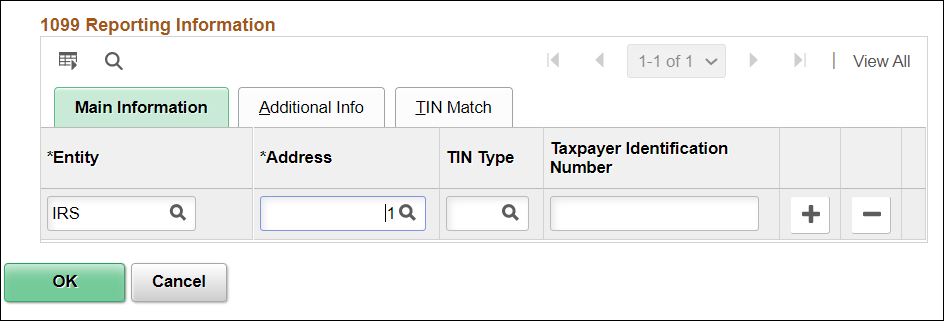 1099 Reporting Information
1-1 of 1
View All
Main Information
Additional Info
TIN Match
*Entity
*Address
TIN Type
Taxpayer Identification
Number
IRS
1
OK
Cancel